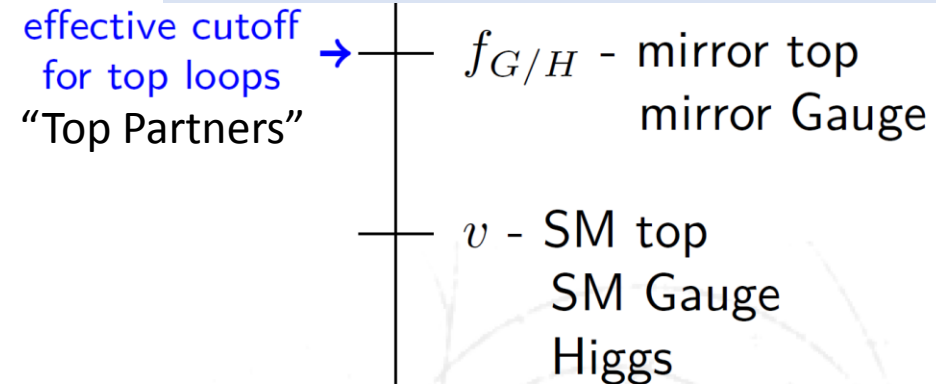 effective cutoff
for top loops
“Top Partners”
→
f_{G/H} - mirror top
mirror Gauge
v - SM top
SM Gauge
Higgs